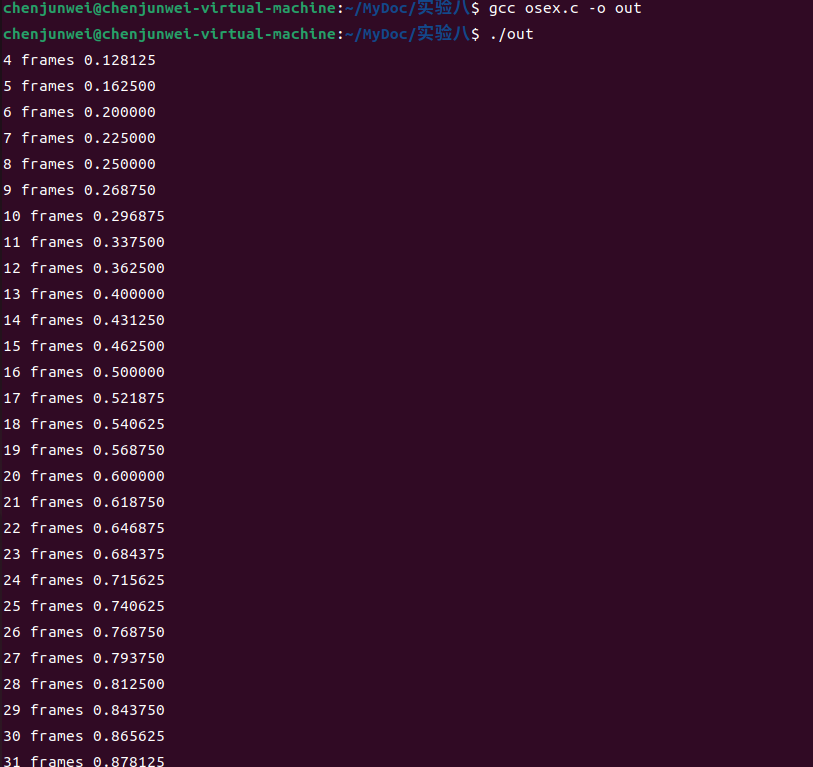 chenjunwei@chenjunwei-virtual-machine:~/MyDoc/实验八$ gcc osex.c -o out
chenjunwei@chenjunwei-virtual-machine:~/MyDoc/实验八$ ./out
4 frames 0.128125
5 frames 0.162500
6 frames 0.200000
7 frames 0.225000
8 frames 0.250000
9 frames 0.268750
10 frames 0.296875
11 frames 0.337500
12 frames 0.362500
13 frames 0.400000
14 frames 0.431250
15 frames 0.462500
16 frames 0.500000
17 frames 0.521875
18 frames 0.540625
19 frames 0.568750
20 frames 0.600000
21 frames 0.618750
22 frames 0.646875
23 frames 0.684375
24 frames 0.715625
25 frames 0.740625
26 frames 0.768750
27 frames 0.793750
28 frames 0.812500
29 frames 0.843750
30 frames 0.865625
31 frames 0.878125